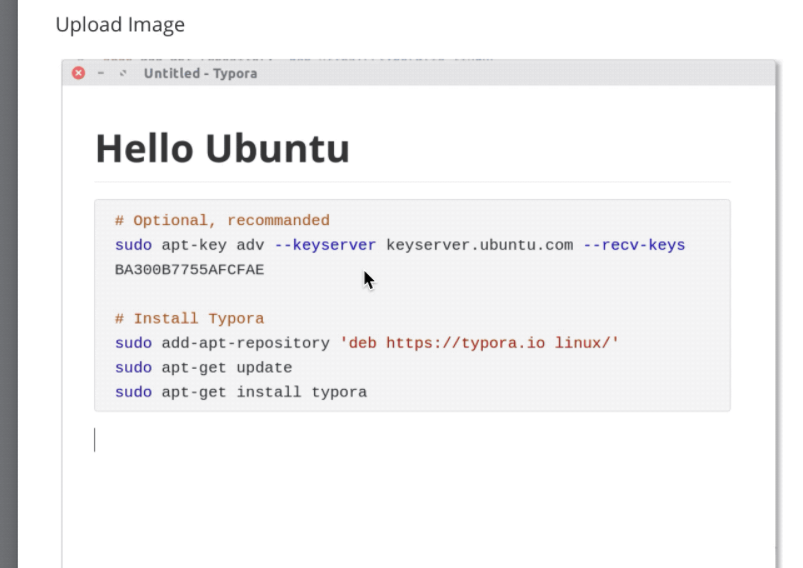 Upload Image
Untitled - Typora
Hello Ubuntu
# Optional, recommanded
sudo apt-key adv --keyserver keyserver.ubuntu.com --recv-keys
BA300B7755AFCFAE
# Install Typora
sudo add-apt-repository 'deb https://typora.io linux/'
sudo apt-get update
sudo apt-get install typora